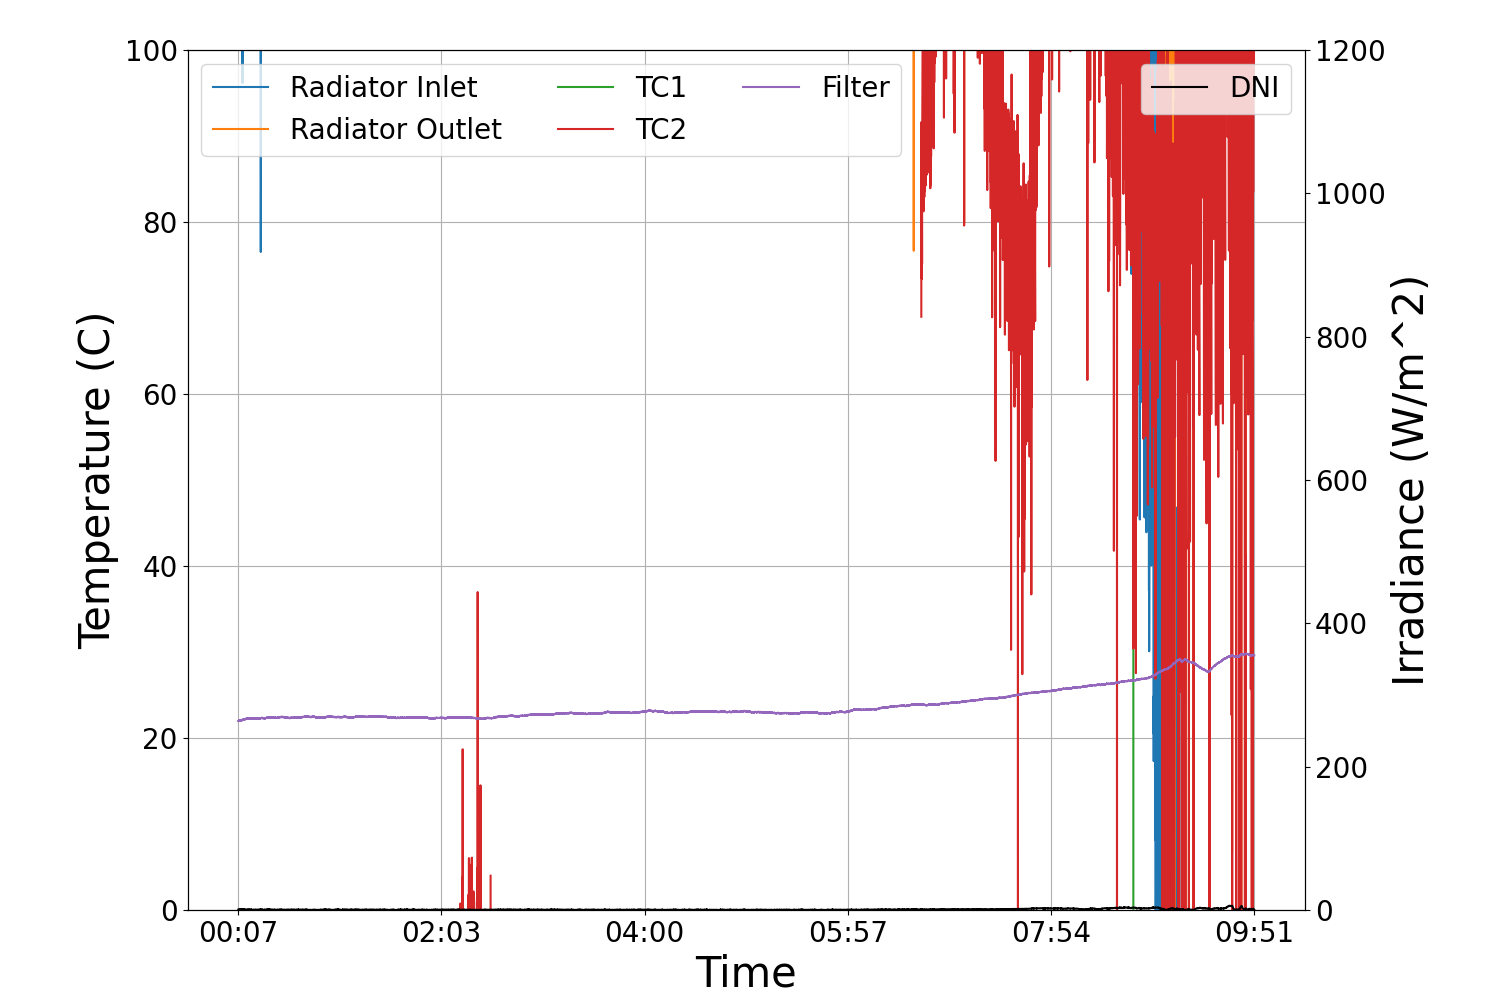 100
80
60
40
20
0
Temperature (C)
Radiator Inlet
Radiator Outlet
TC1
TC2
Filter
DNI
1200
1000
800
600
400
200
0
Irradiance (W/m^2)
00:07 02:03 04:00 05:57 07:54 09:51
Time